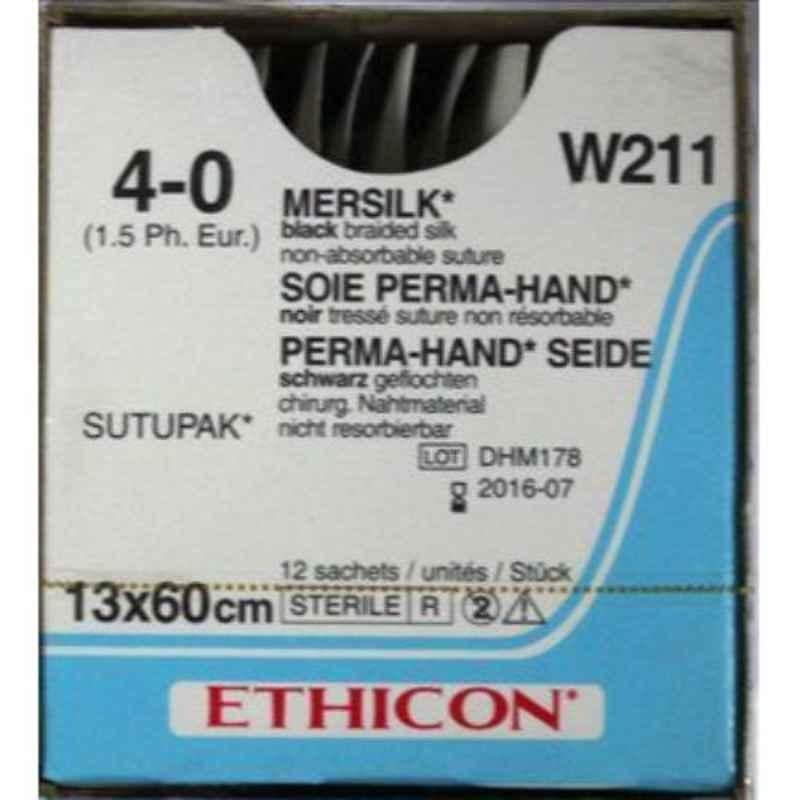 W211
4-0
(1.5 Ph. Eur.)
MERSILK*
black braided silk
non-absorbable suture
SOIE PERMA-HAND*
noir tressé suture non résorbable
PERMA-HAND* SEIDE
schwarz geflochten
chirurg. Nahtmaterial
nicht resorbierbar
SUTUPAK*
LOT DHM178
2016-07
12 sachets / unités / Stück
13x60cm STERILE R 2
ETHICON*